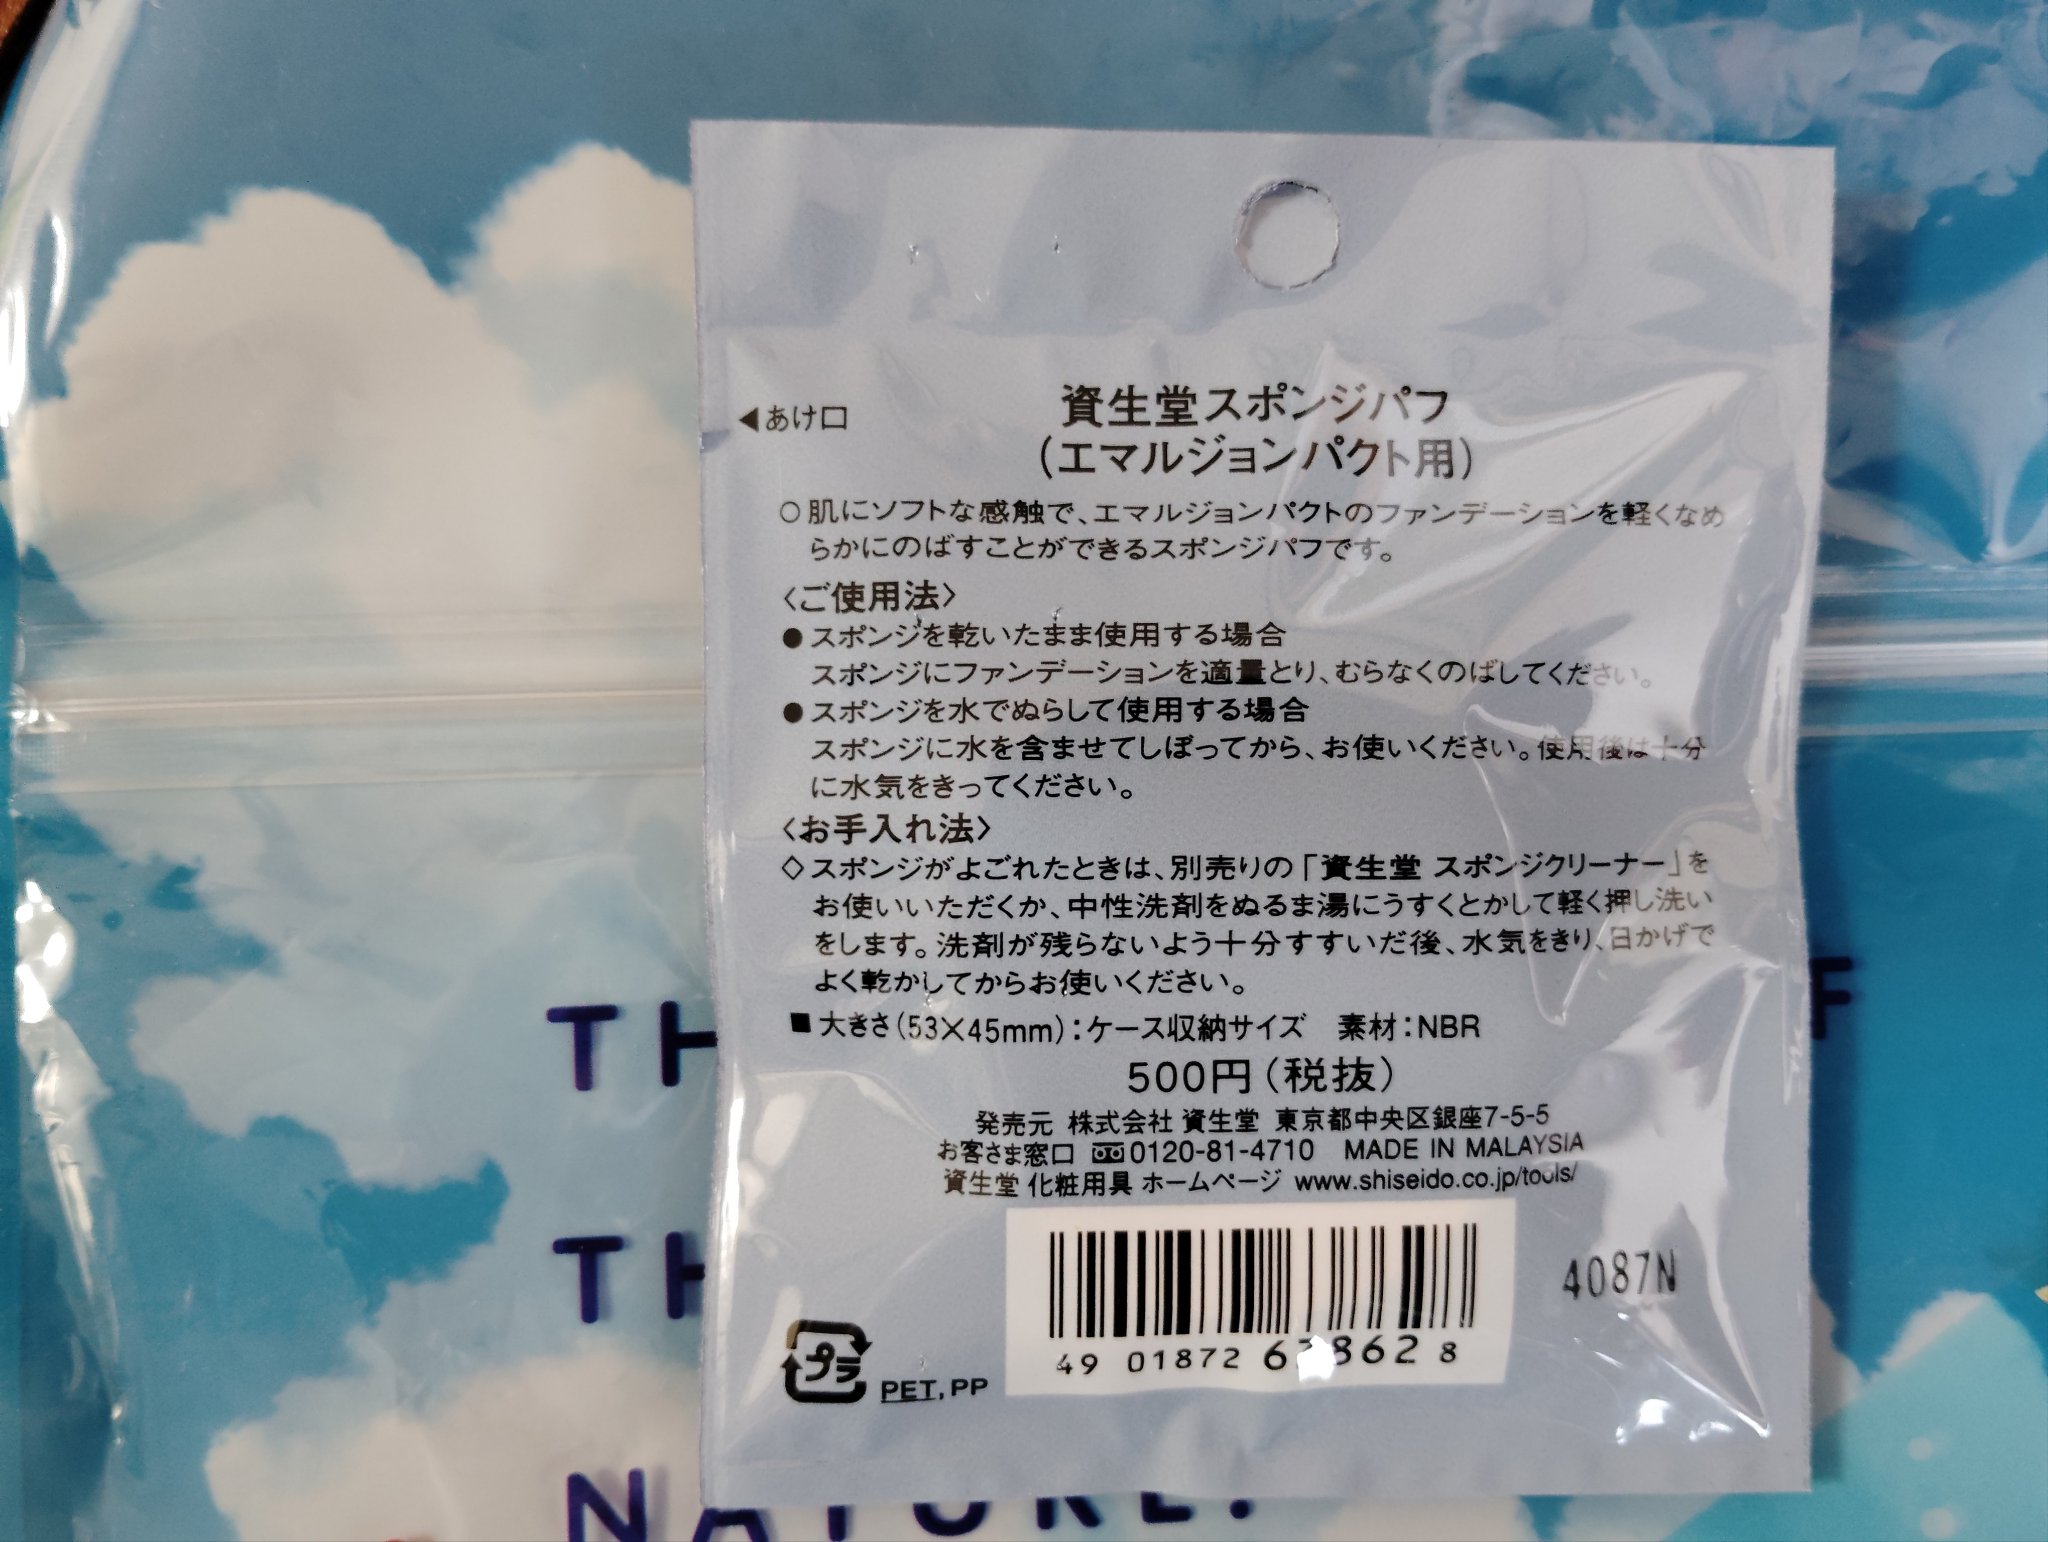 ◀あけ口
資生堂スポンジパフ
(エマルジョンパクト用)
○肌にソフトな感触で、エマルジョンパクトのファンデーションを軽くなめ
らかにのばすことができるスポンジパフです。
〈ご使用法〉
●スポンジを乾いたまま使用する場合
スポンジにファンデーションを適量とり、むらなくのばしてください。
●スポンジを水でぬらして使用する場合
スポンジに水を含ませてしぼってから、お使いください。使用後は十分
に水気をきってください。
〈お手入れ法〉
◇スポンジがよごれたときは、別売りの「資生堂 スポンジクリーナー」を
お使いいただくか、中性洗剤をぬるま湯にうすくとかして軽く押し洗い
をします。洗剤が残らないよう十分すすいだ後、水気をきり、日かげで
よく乾かしてからお使いください。
■大きさ(53×45mm):ケース収納サイズ 素材:NBR
500円(税抜)
発売元 株式会社 資生堂 東京都中央区銀座7-5-5
お客さま窓口 0120-81-4710 MADE IN MALAYSIA
資生堂 化粧用具 ホームページ www.shiseido.co.jp/tools/
4087N
49 01872 8
プラ
PET, PP
NATURE.